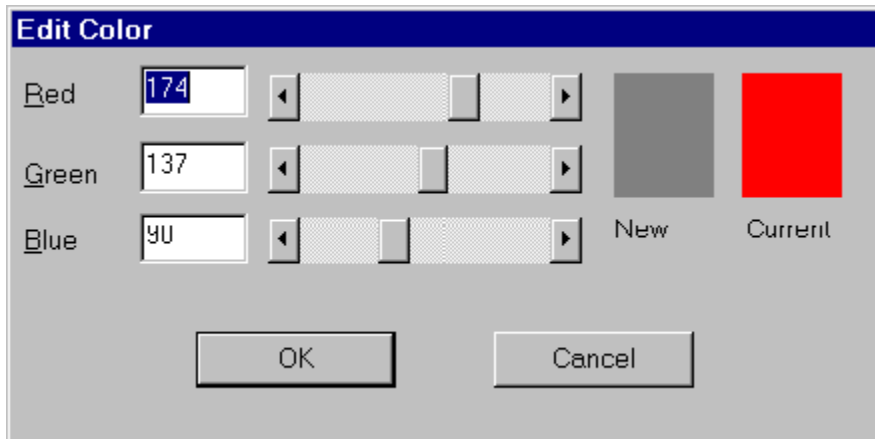 Edit Color
Red 174
Green 137
Blue 90
New Current
OK Cancel